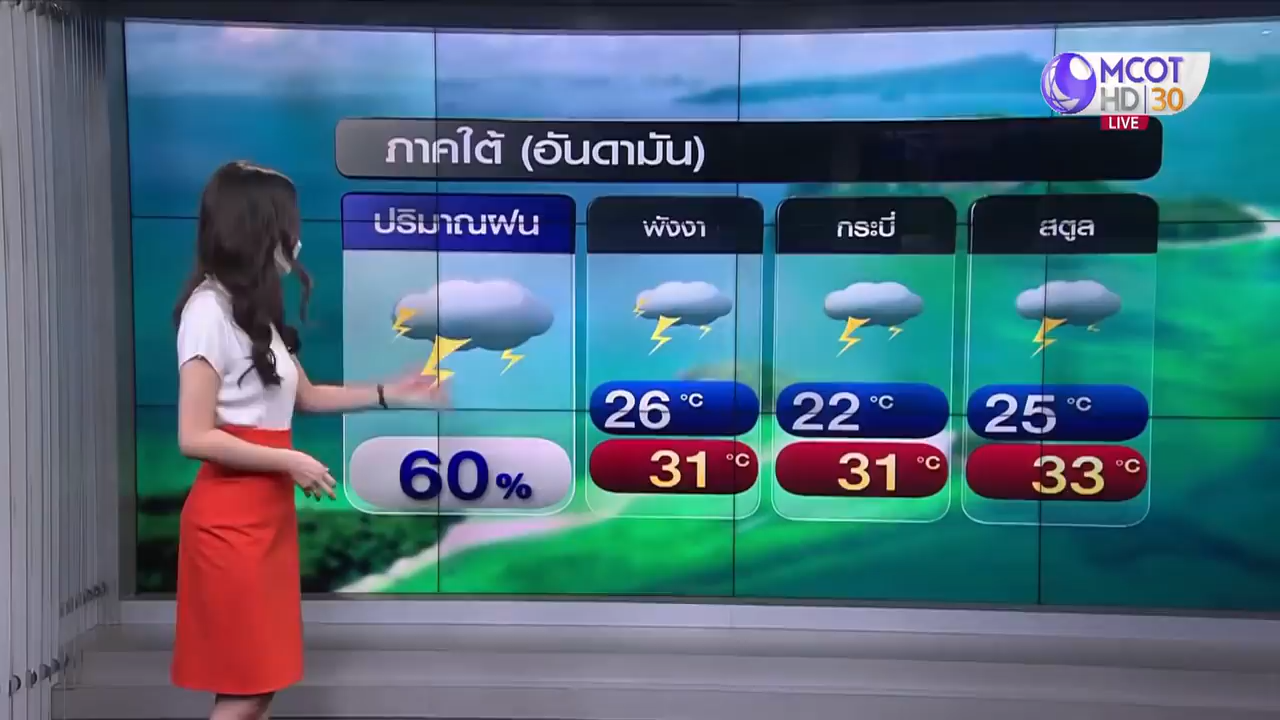 MCOT
HD 30
LIVE
ภาคใต้ (อันดามัน)
ปริมาณฝน
60%
พังงา
26 °C
31 °C
กระบี่
22 °C
31 °C
สตูล
25 °C
33 °C